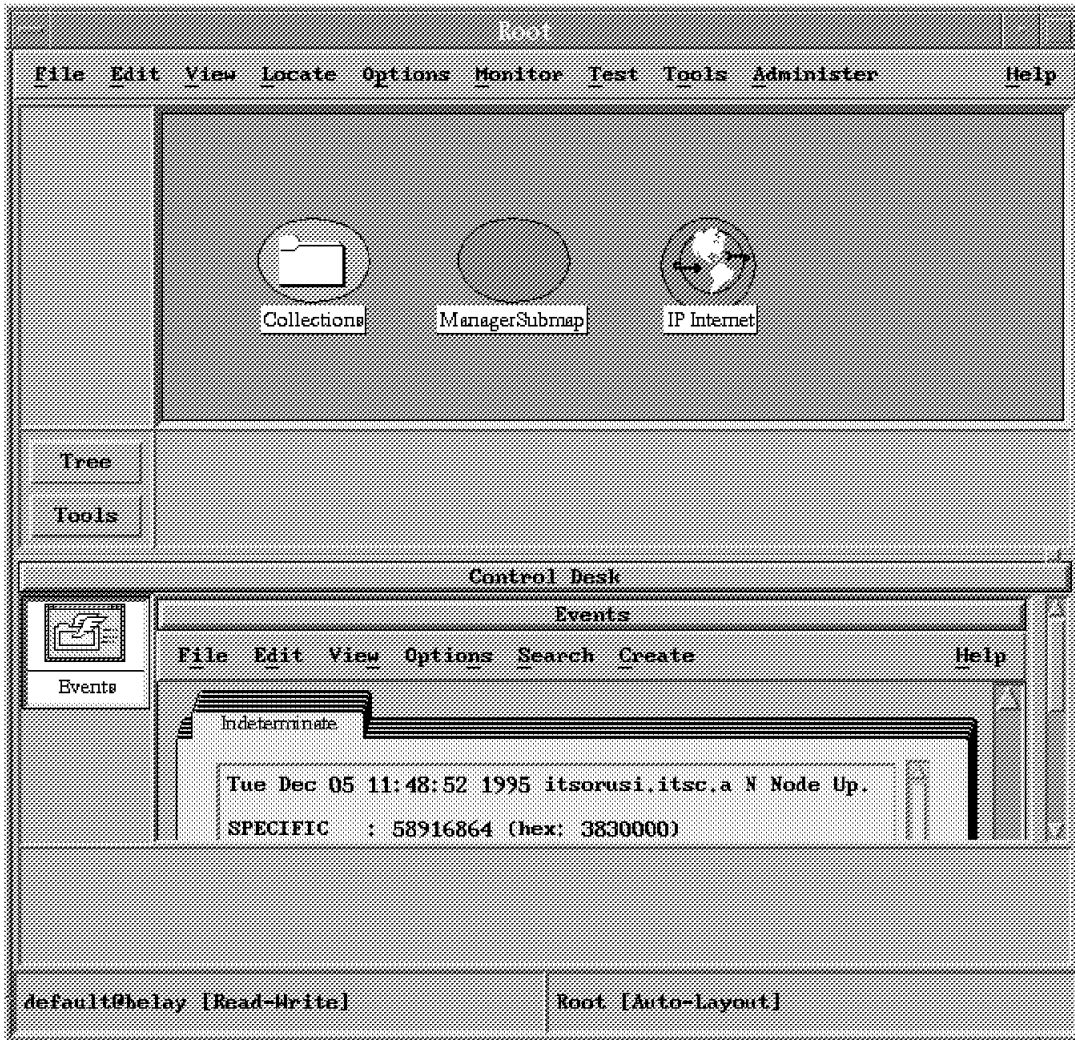 Root
File Edit View Locate Options Monitor Test Tools Administer Help
Collections ManagerSubmap IP Internet
Tree
Tools
Control Desk
Events
File Edit View Options Search Create Help
Events
Indeterminate
Tue Dec 05 11:48:52 1995 itsorusi.itsc.a N Node Up.
SPECIFIC : 58916864 (hex: 3830000)
default@belay [Read-Write] Root [Auto-Layout]